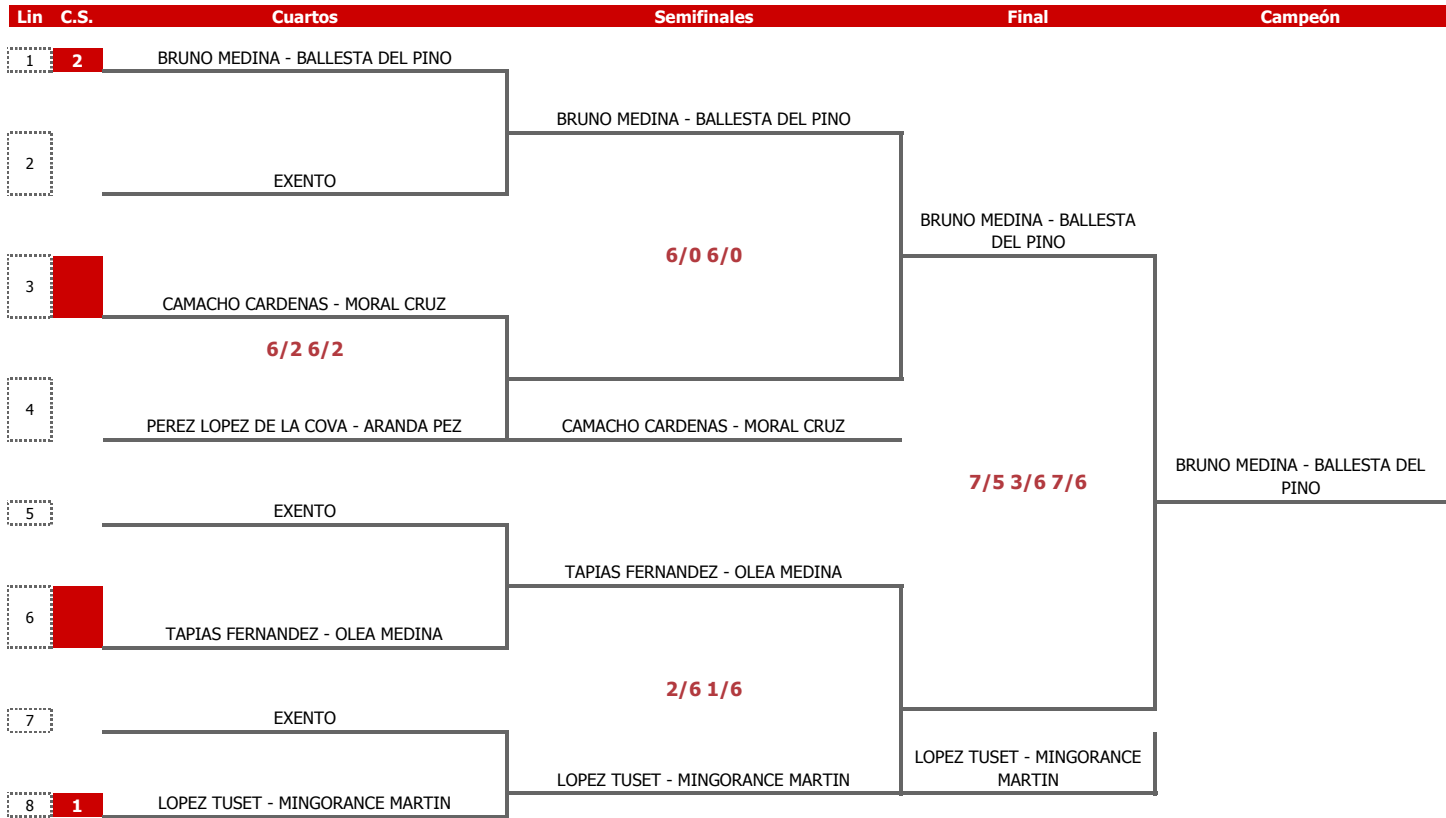 Lin C.S. Cuartos Semifinales Final Campeón
1 2 BRUNO MEDINA - BALLESTA DEL PINO
BRUNO MEDINA - BALLESTA DEL PINO
2
EXENTO
BRUNO MEDINA - BALLESTA
DEL PINO
6/0 6/0
3
CAMACHO CARDENAS - MORAL CRUZ
6/2 6/2
4
PEREZ LOPEZ DE LA COVA - ARANDA PEZ CAMACHO CARDENAS - MORAL CRUZ
BRUNO MEDINA - BALLESTA DEL
PINO
7/5 3/6 7/6
5 EXENTO
TAPIAS FERNANDEZ - OLEA MEDINA
6
TAPIAS FERNANDEZ - OLEA MEDINA
2/6 1/6
7 EXENTO
LOPEZ TUSET - MINGORANCE
MARTIN
LOPEZ TUSET - MINGORANCE MARTIN
8 1 LOPEZ TUSET - MINGORANCE MARTIN